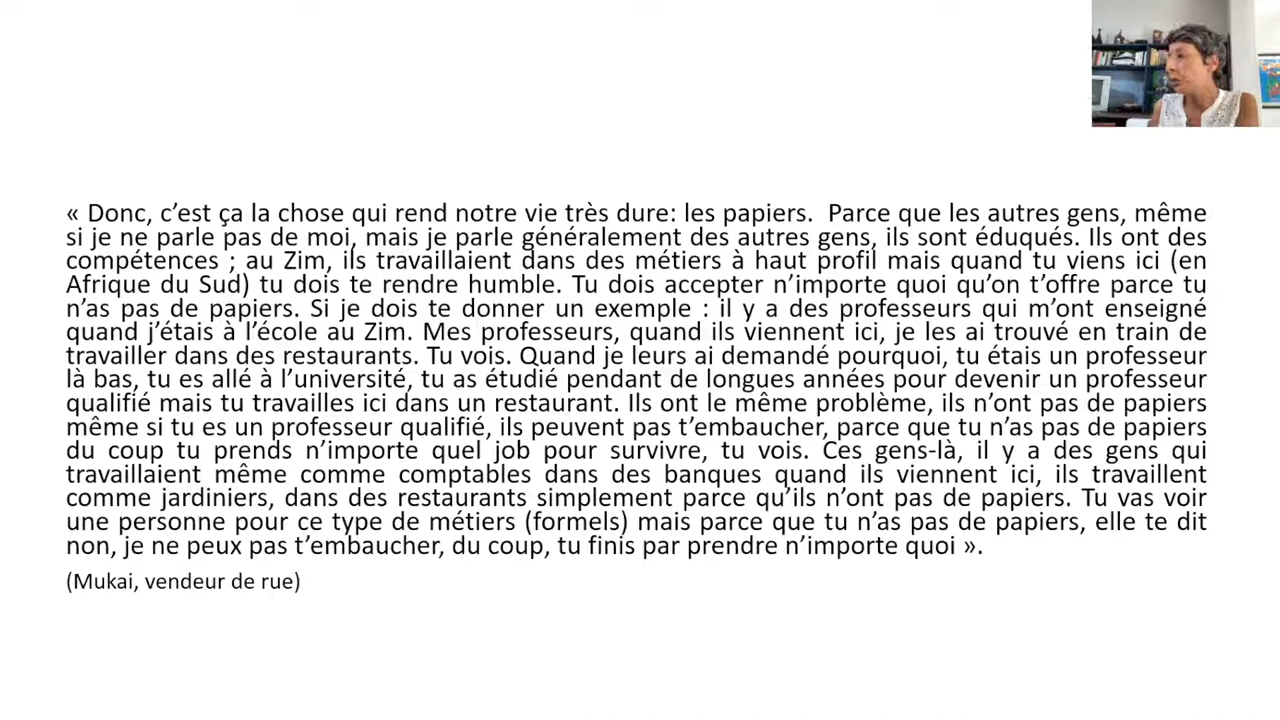 « Donc, c’est ça la chose qui rend notre vie très dure: les papiers.  Parce que les autres gens, même
si je ne parle pas de moi, mais je parle généralement des autres gens, ils sont éduqués. Ils ont des
compétences ; au Zim, ils travaillaient dans des métiers à haut profil mais quand tu viens ici (en
Afrique du Sud) tu dois te rendre humble. Tu dois accepter n’importe quoi qu’on t’offre parce tu
n’as pas de papiers. Si je dois te donner un exemple : il y a des professeurs qui m’ont enseigné
quand j’étais à l’école au Zim. Mes professeurs, quand ils viennent ici, je les ai trouvé en train de
travailler dans des restaurants. Tu vois. Quand je leurs ai demandé pourquoi, tu étais un professeur
là bas, tu es allé à l’université, tu as étudié pendant de longues années pour devenir un professeur
qualifié mais tu travailles ici dans un restaurant. Ils ont le même problème, ils n’ont pas de papiers
même si tu es un professeur qualifié, ils peuvent pas t’embaucher, parce que tu n’as pas de papiers
du coup tu prends n’importe quel job pour survivre, tu vois. Ces gens-là, il y a des gens qui
travaillaient même comme comptables dans des banques quand ils viennent ici, ils travaillent
comme jardiniers, dans des restaurants simplement parce qu’ils n’ont pas de papiers. Tu vas voir
une personne pour ce type de métiers (formels) mais parce que tu n’as pas de papiers, elle te dit
non, je ne peux pas t’embaucher, du coup, tu finis par prendre n’importe quoi ».
(Mukai, vendeur de rue)